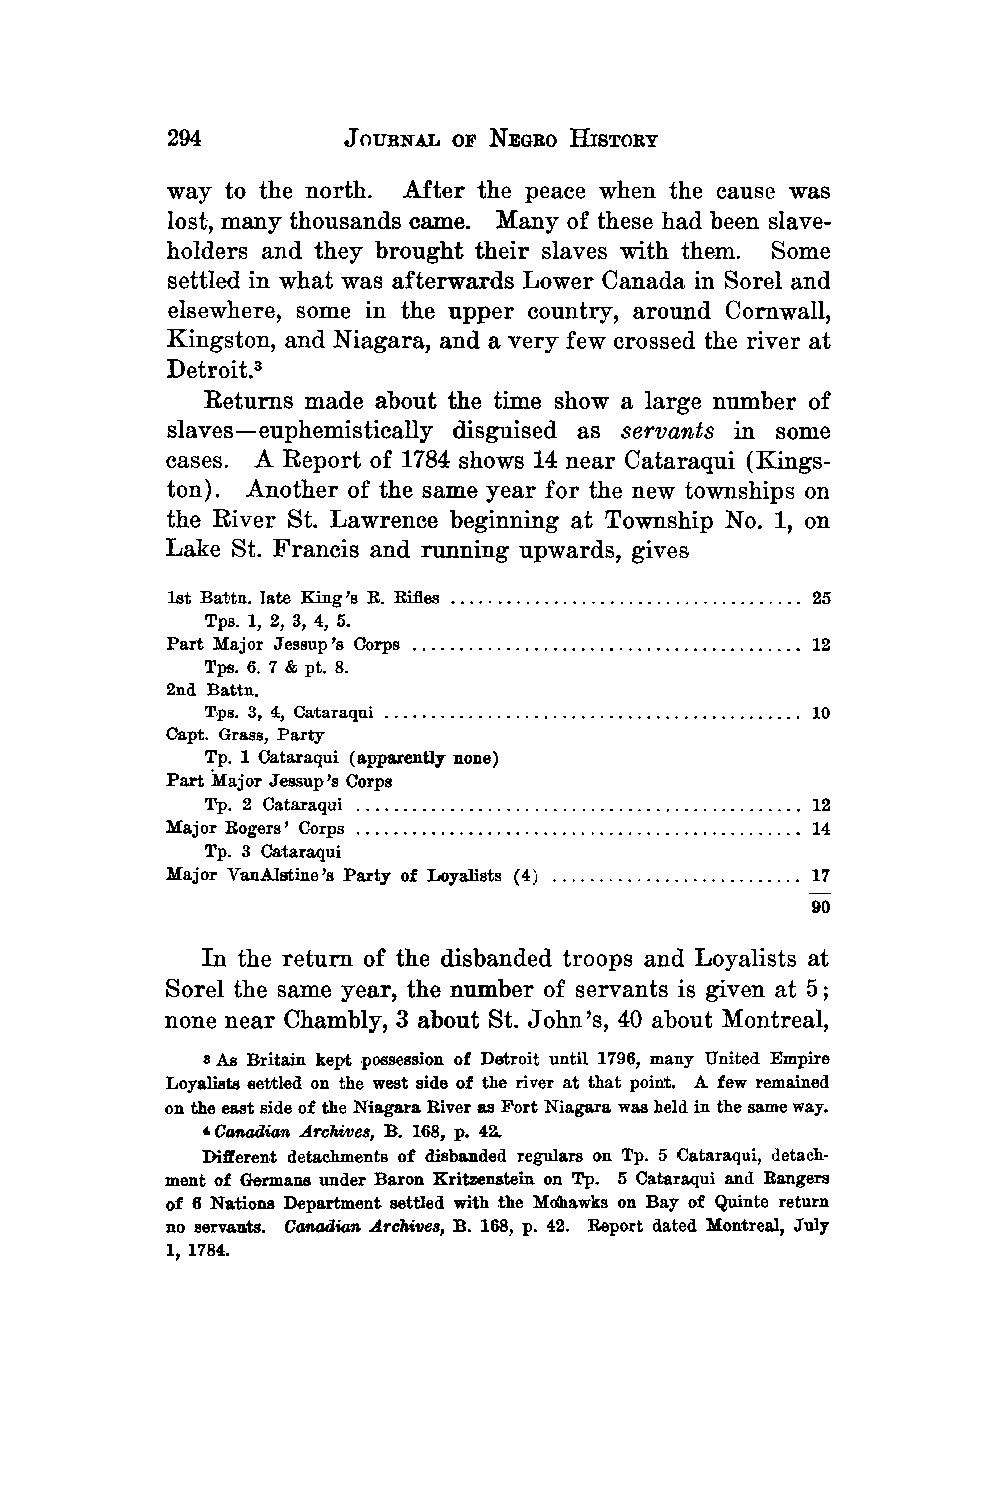 294 JOURNAL OF NEGRO HISTORY
way to the north. After the peace when the cause was
lost, many thousands came. Many of these had been slave-
holders and they brought their slaves with them. Some
settled in what was afterwards Lower Canada in Sorel and
elsewhere, some in the upper country, around Cornwall,
Kingston, and Niagara, and a very few crossed the river at
Detroit.³
Returns made about the time show a large number of
slaves—euphemistically disguised as servants in some
cases. A Report of 1784 shows 14 near Cataraqui (Kings-
ton). Another of the same year for the new townships on
the River St. Lawrence beginning at Township No. 1, on
Lake St. Francis and running upwards, gives
1st Battn. late King's R. Rifles ...................................... 25
Tps. 1, 2, 3, 4, 5.
Part Major Jessup's Corps .......................................... 12
Tps. 6. 7 & pt. 8.
2nd Battn.
Tps. 3, 4, Cataraqui ............................................. 10
Capt. Grass, Party
Tp. 1 Cataraqui (apparently none)
Part Major Jessup's Corps
Tp. 2 Cataraqui ................................................ 12
Major Rogers' Corps ................................................ 14
Tp. 3 Cataraqui
Major VanAlstine's Party of Loyalists (4) ........................... 17
90
In the return of the disbanded troops and Loyalists at
Sorel the same year, the number of servants is given at 5;
none near Chambly, 3 about St. John's, 40 about Montreal,
³ As Britain kept possession of Detroit until 1796, many United Empire
Loyalists settled on the west side of the river at that point. A few remained
on the east side of the Niagara River as Fort Niagara was held in the same way.
⁴ Canadian Archives, B. 168, p. 42.
Different detachments of disbanded regulars on Tp. 5 Cataraqui, detach-
ment of Germans under Baron Kritzenstein on Tp. 5 Cataraqui and Rangers
of 6 Nations Department settled with the Mohawks on Bay of Quinte return
no servants. Canadian Archives, B. 168, p. 42. Report dated Montreal, July
1, 1784.